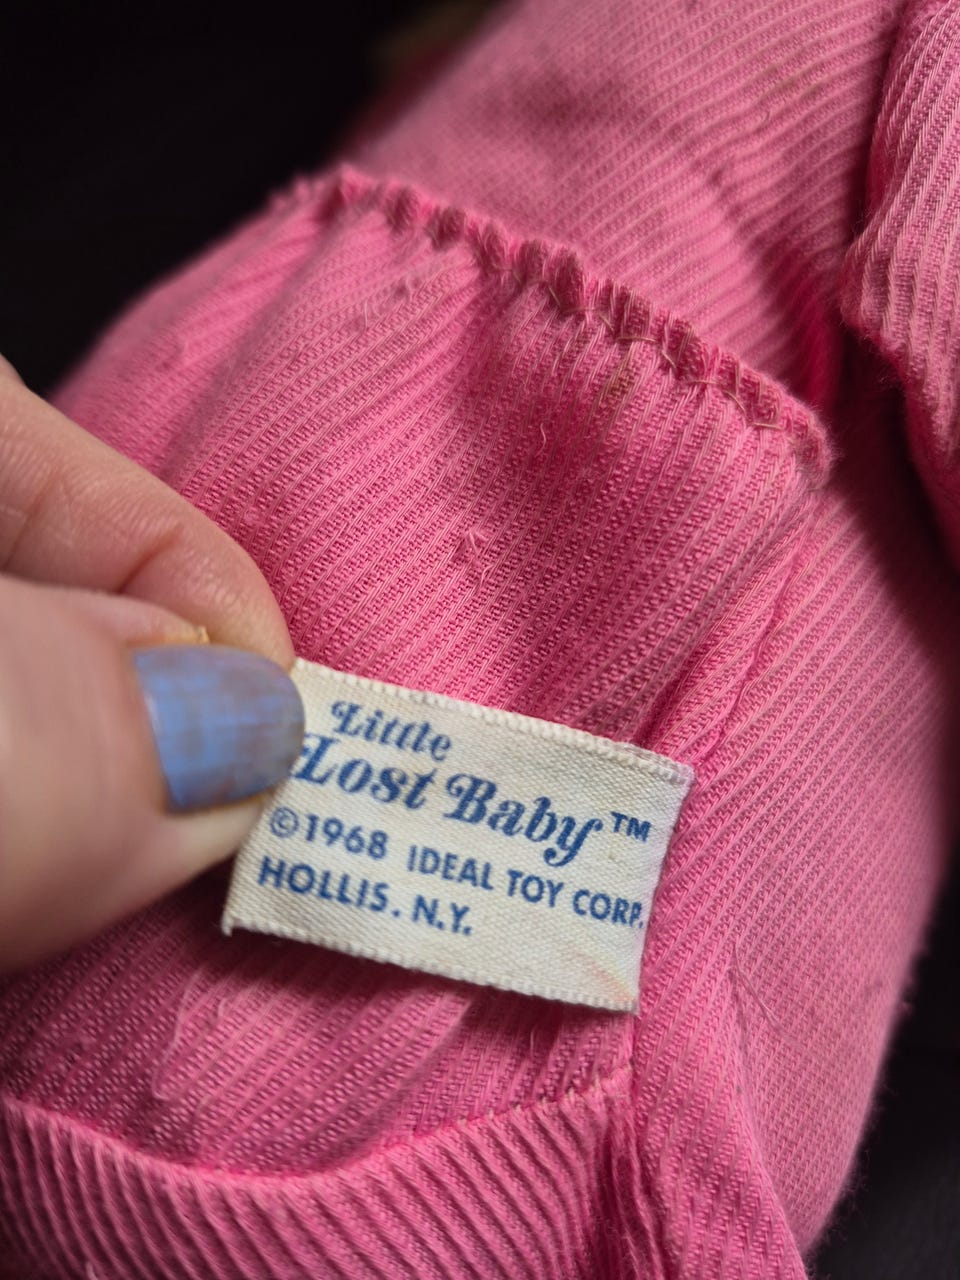 Little
Lost Baby™
©1968 IDEAL TOY CORP.
HOLLIS. N.Y.